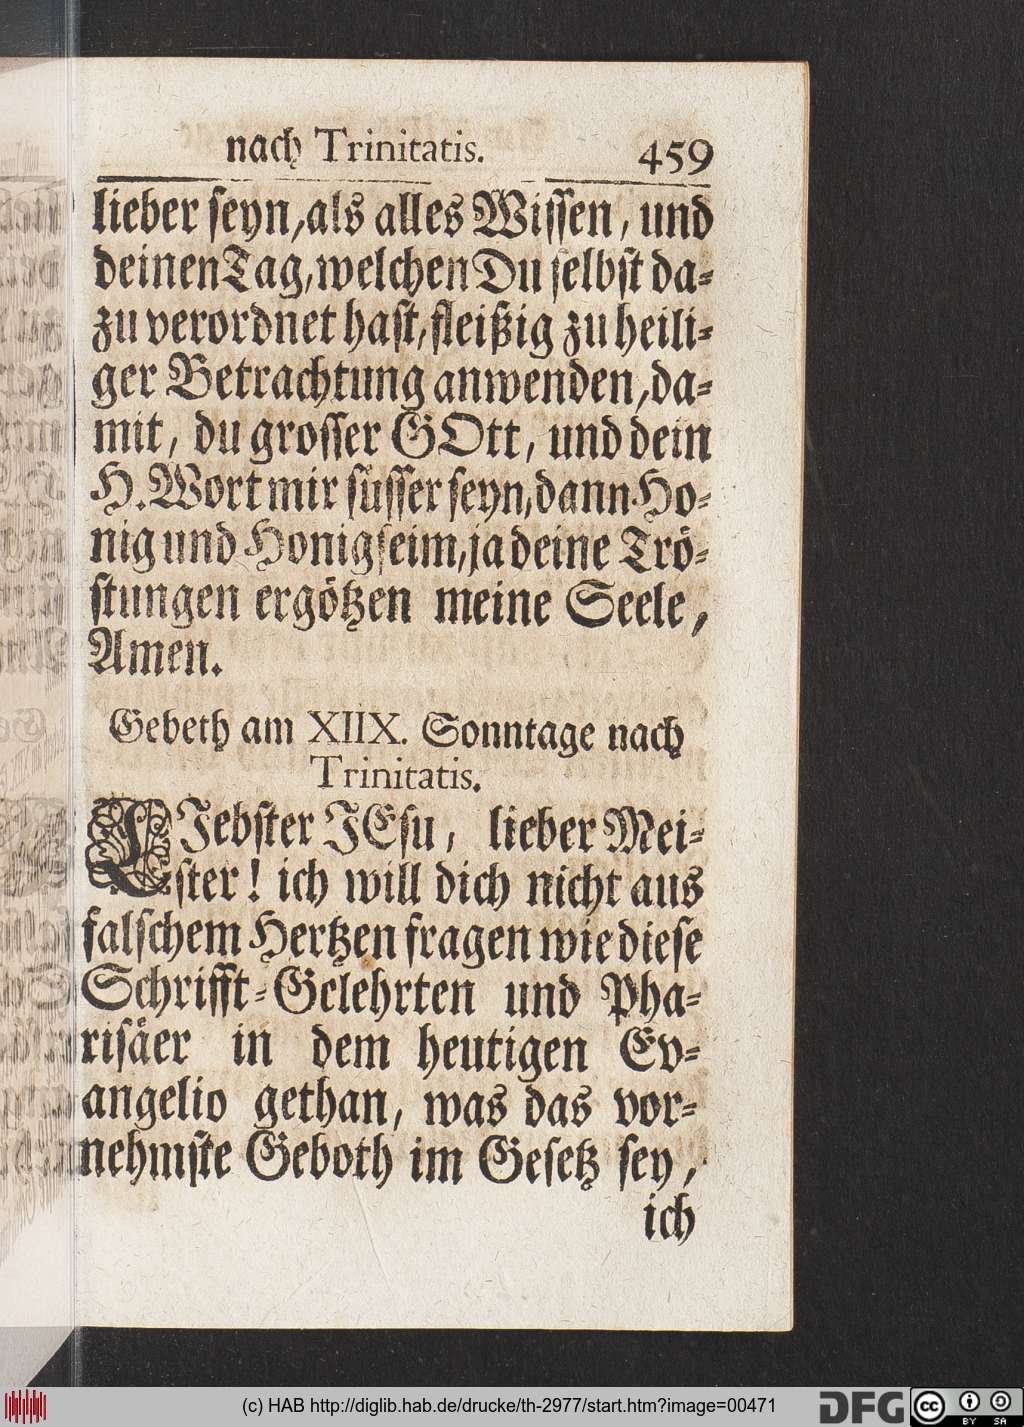 nach Trinitatis. 459
lieber seyn, als alles Wissen, und
deinen Tag, welchen Du selbst da-
zu verordnet hast, fleißig zu heili-
ger Betrachtung anwenden, da-
mit, du grosser GOtt, und dein
H. Wort mir süsser seyn, dann Ho-
nig und Honigseim, ja deine Trö-
stungen ergötzen meine Seele,
Amen.
Gebeth am XIIX. Sonntage nach
Trinitatis.
LJebster JEsu, lieber Mei-
ster! ich will dich nicht aus
falschem Hertzen fragen wie diese
Schrifft-Gelehrten und Pha-
risäer in dem heutigen Ev-
angelio gethan, was das vor-
nehmste Geboth im Gesetz sey,
ich
(c) HAB http://diglib.hab.de/drucke/th-2977/start.htm?image=00471
DFG
cc BY SA